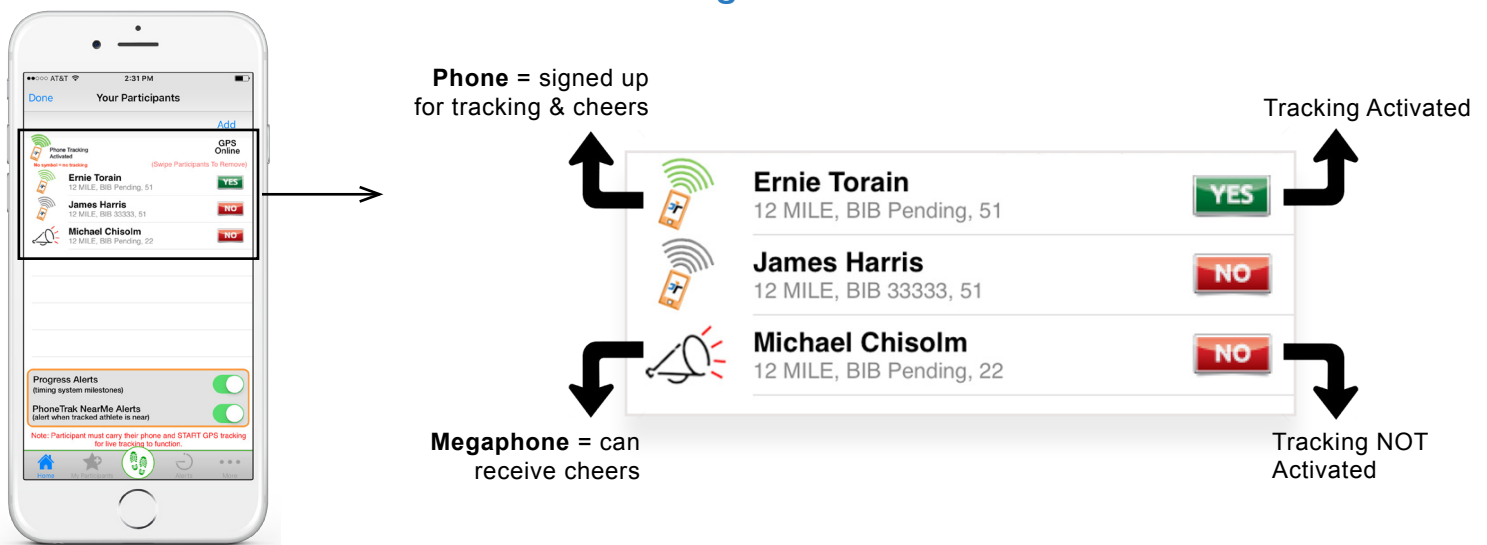 g
●●○○○ AT&T 2:31 PM
Done Your Participants
Add
Phone Tracking
Activated
GPS
Online
No symbol = no tracking
(Swipe Participants To Remove)
Ernie Torain
12 MILE, BIB Pending, 51
YES
James Harris
12 MILE, BIB 33333, 51
NO
Michael Chisolm
12 MILE, BIB Pending, 22
NO
Progress Alerts
(timing system milestones)
PhoneTrak NearMe Alerts
(alert when tracked athlete is near)
Note: Participant must carry their phone and START GPS tracking
for live tracking to function.
Home My Participants Alerts More
Phone = signed up
for tracking & cheers
Tracking Activated
Ernie Torain
12 MILE, BIB Pending, 51
YES
James Harris
12 MILE, BIB 33333, 51
NO
Michael Chisolm
12 MILE, BIB Pending, 22
NO
Megaphone = can
receive cheers
Tracking NOT
Activated